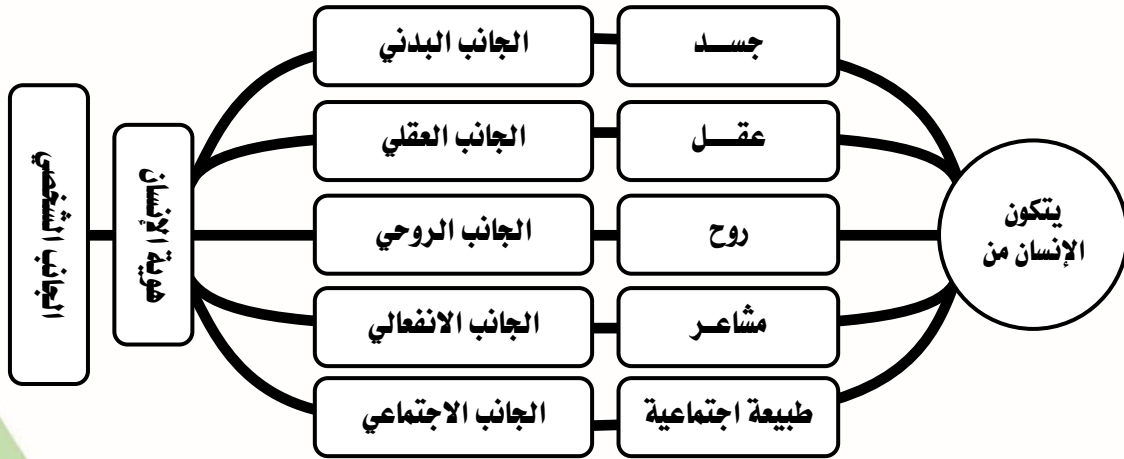 يتكون
الإنسان من
جســـد
الجانب البدني
عقـــل
الجانب العقلي
روح
الجانب الروحي
مشاعــر
الجانب الانفعالي
طبيعة اجتماعية
الجانب الاجتماعي
هوية الإنسان
الجانب الشخصي